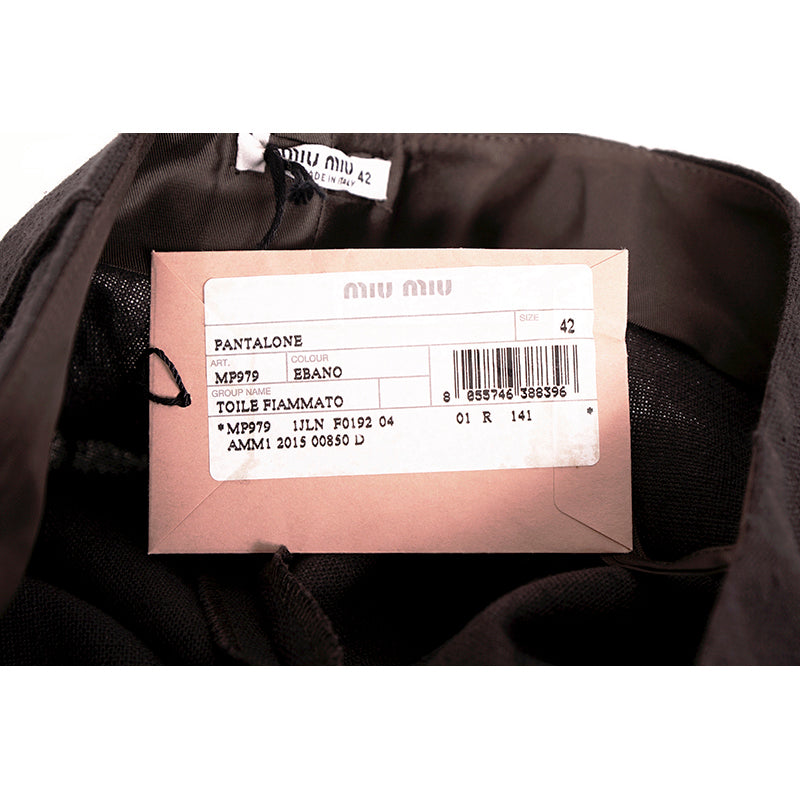 MIU MIU 42
MADE IN ITALY
MIU MIU
SIZE
42
PANTALONE
ART.
COLOUR
MP979
EBANO
GROUP NAME
TOILE FIAMMATO
8 055746 386396
*MP979 1JLN F0192 04 01 R 141 *
AMM1 2015 00850 D